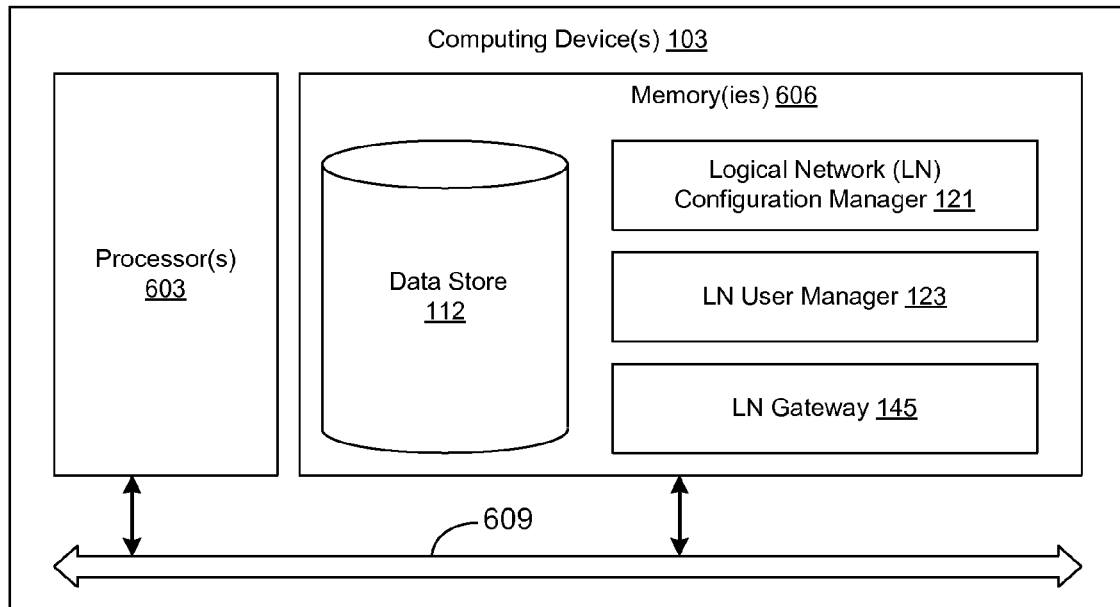 Computing Device(s) 103
Processor(s)
603
Memory(ies) 606
Data Store
112
Logical Network (LN)
Configuration Manager 121
LN User Manager 123
LN Gateway 145
609